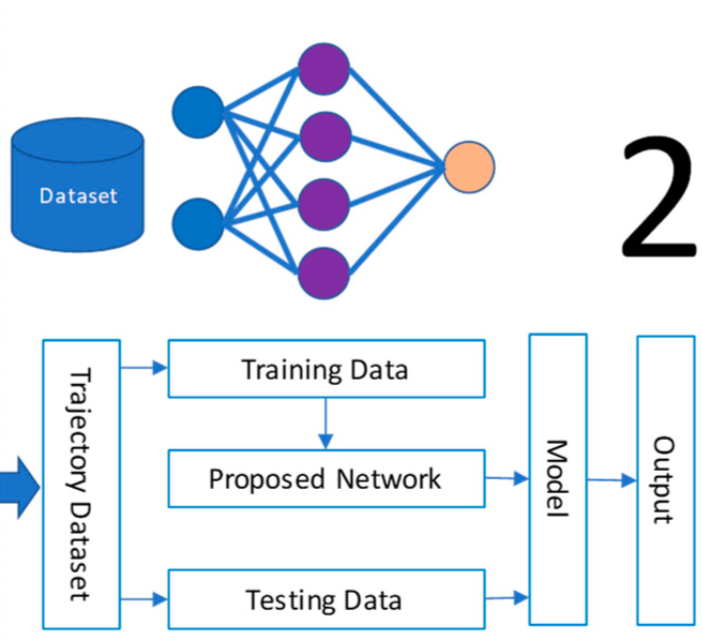 Dataset
2
Trajectory Dataset
Training Data
Proposed Network
Testing Data
Model
Output